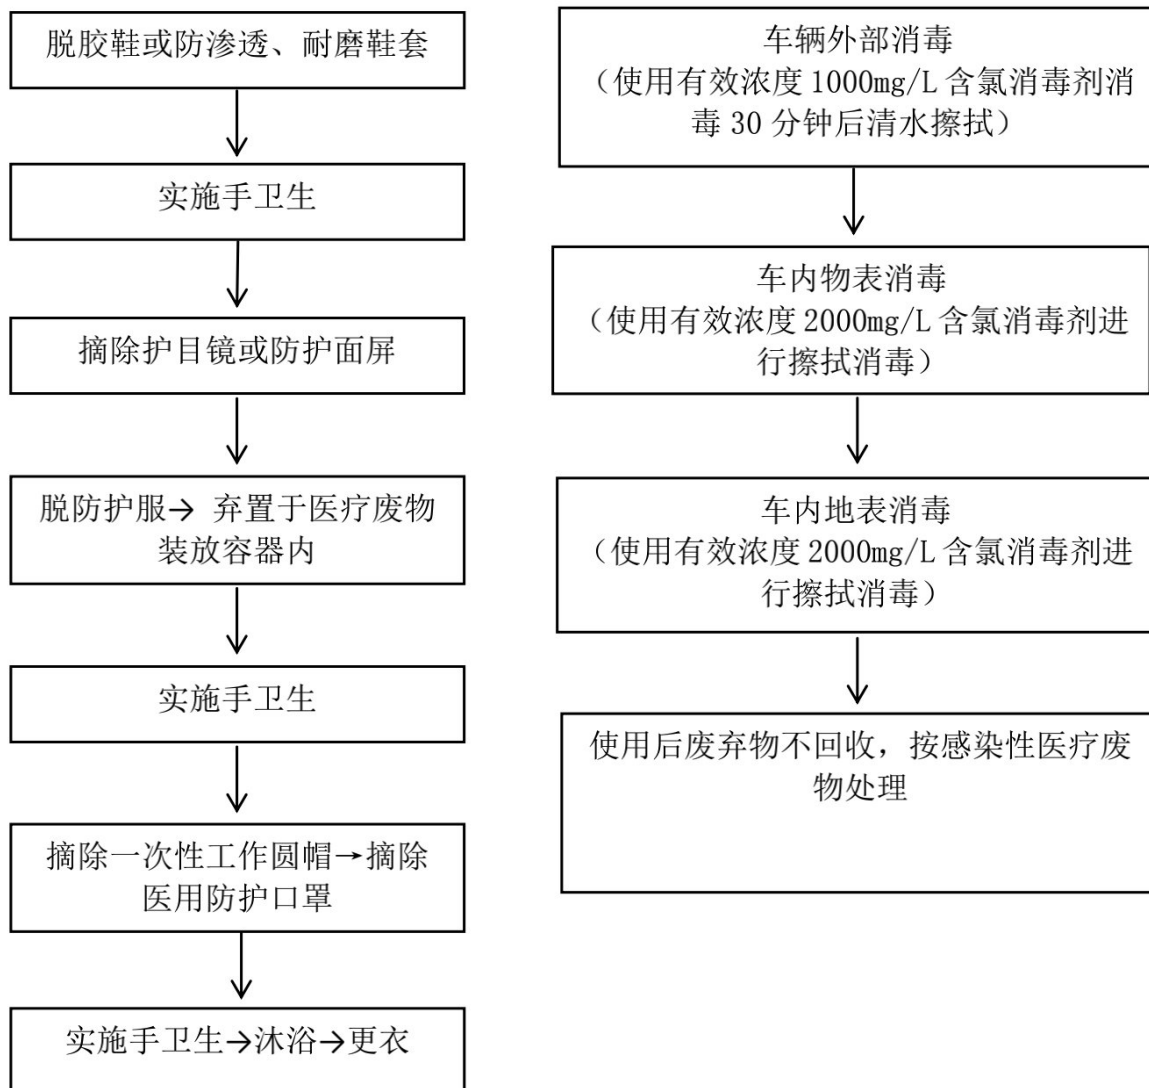 脱胶鞋或防渗透、耐磨鞋套
实施手卫生
摘除护目镜或防护面屏
脱防护服→ 弃置于医疗废物
装放容器内
实施手卫生
摘除一次性工作圆帽→摘除
医用防护口罩
实施手卫生→沐浴→更衣
车辆外部消毒
（使用有效浓度 1000mg/L 含氯消毒剂消
毒 30 分钟后清水擦拭）
车内物表消毒
（使用有效浓度 2000mg/L 含氯消毒剂进
行擦拭消毒）
车内地表消毒
（使用有效浓度 2000mg/L 含氯消毒剂进
行擦拭消毒）
使用后废弃物不回收，按感染性医疗废
物处理